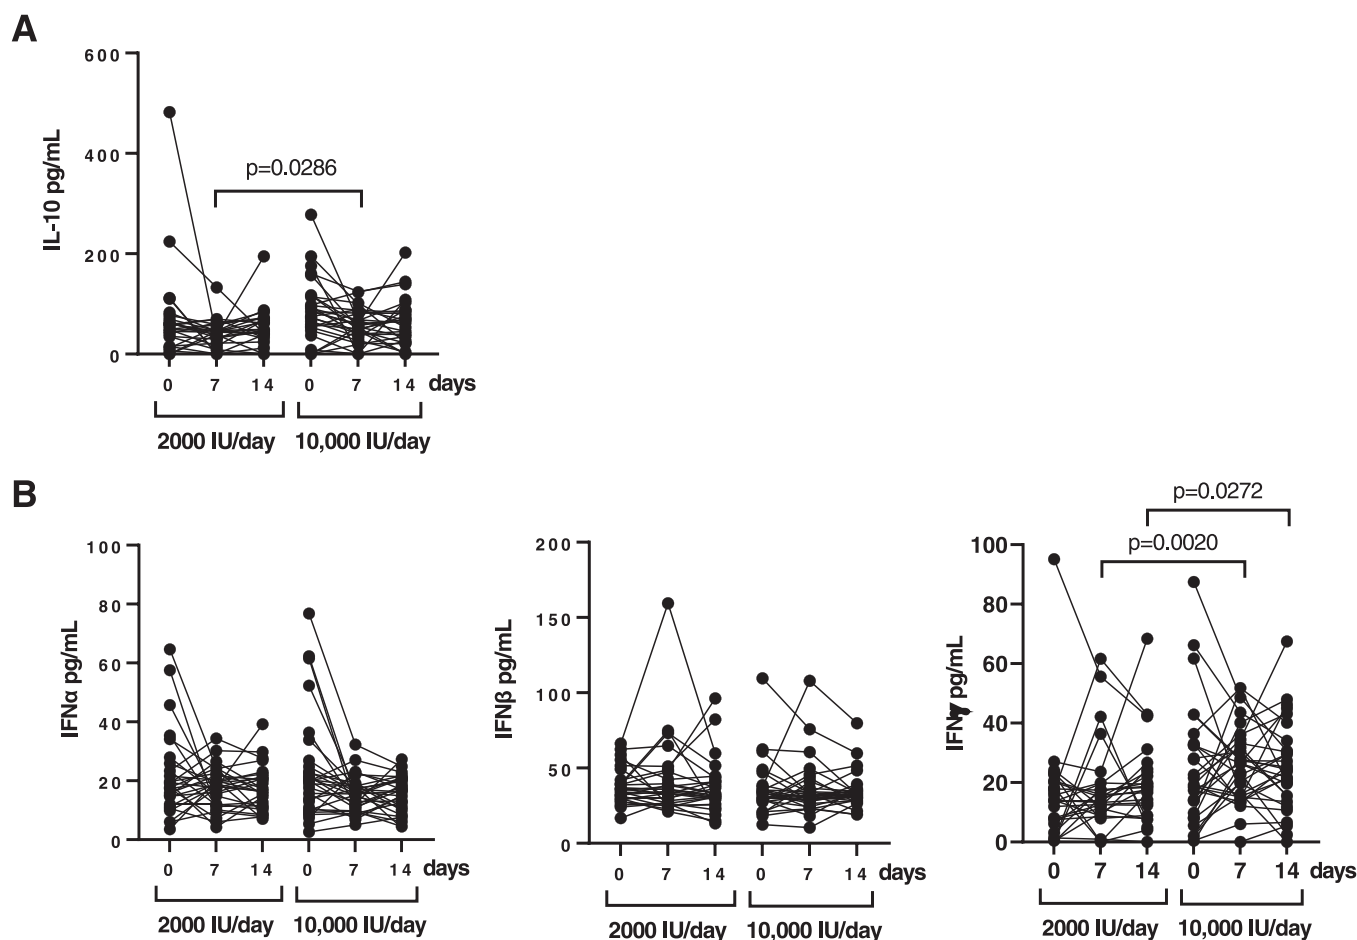 A
600
400
200
0
IL-10 pg/mL
p=0.0286
0 7 14 0 7 14 days
2000 IU/day 10,000 IU/day
B
100
80
60
40
20
0
IFNα pg/mL
0 7 14 0 7 14 days
2000 IU/day 10,000 IU/day
200
150
100
50
0
IFNβ pg/mL
0 7 14 0 7 14 days
2000 IU/day 10,000 IU/day
p=0.0272
p=0.0020
100
80
60
40
20
0
IFNγ pg/mL
0 7 14 0 7 14 days
2000 IU/day 10,000 IU/day